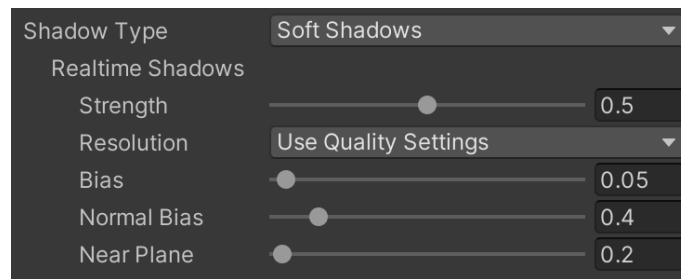 Shadow Type Soft Shadows
Realtime Shadows
Strength 0.5
Resolution Use Quality Settings
Bias 0.05
Normal Bias 0.4
Near Plane 0.2